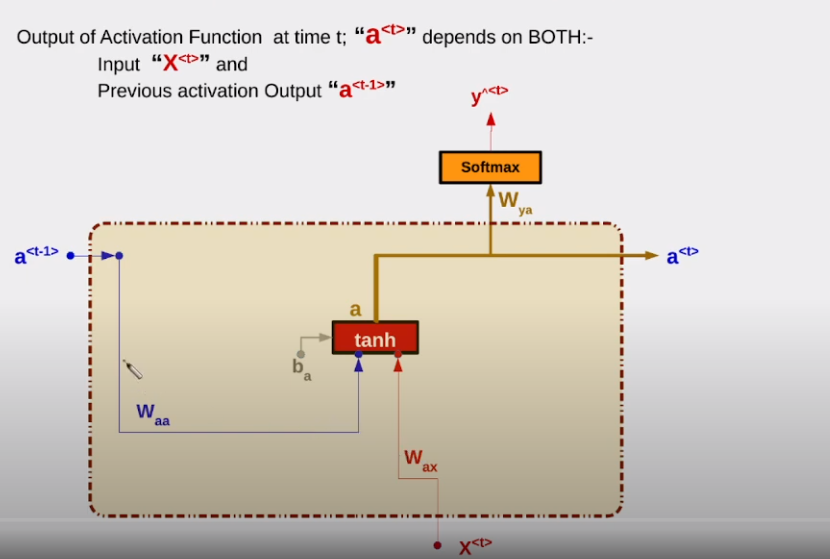 Output of Activation Function at time t; “a<t>” depends on BOTH:-
Input “X<t>” and
Previous activation Output “a<t-1>”
y^<t>
Softmax
Wya
a<t-1>
a<t>
a
tanh
ba
Waa
Wax
X<t>